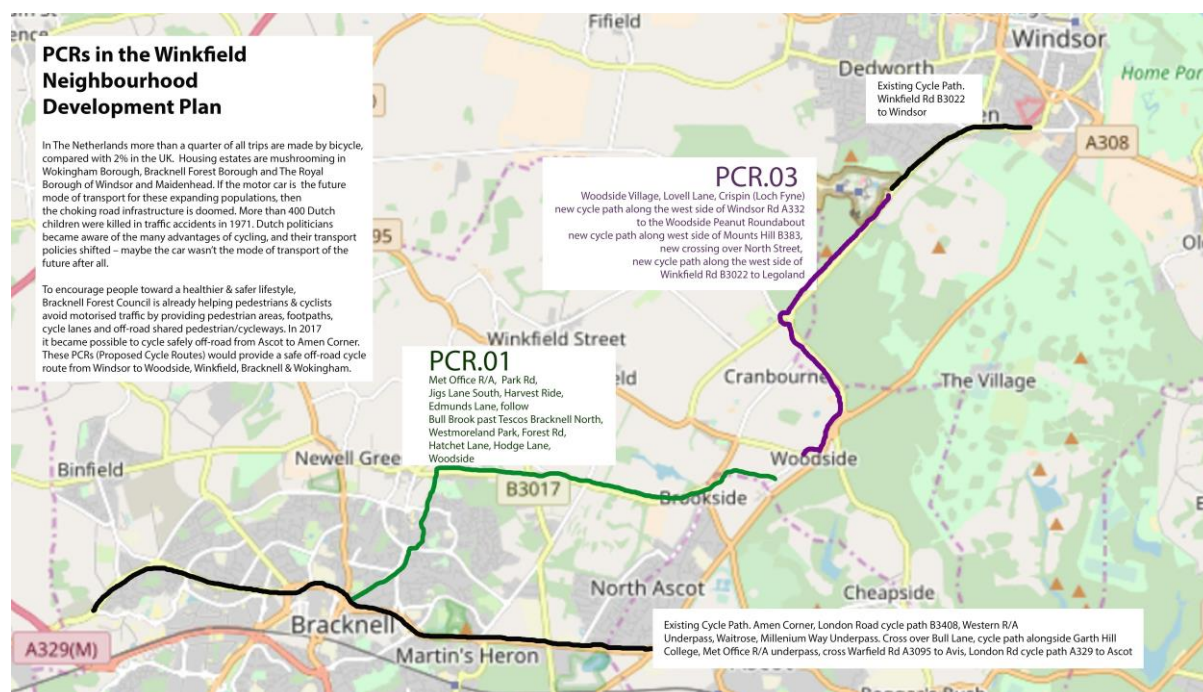 PCRs in the Winkfield
Neighbourhood
Development Plan
In The Netherlands more than a quarter of all trips are made by bicycle,
compared with 2% in the UK. Housing estates are mushrooming in
Wokingham Borough, Bracknell Forest Borough and The Royal
Borough of Windsor and Maidenhead. If the motor car is the future
mode of transport for these expanding populations, then
the choking road infrastructure is doomed. More than 400 Dutch
children were killed in traffic accidents in 1971. Dutch politicians
became aware of the many advantages of cycling, and their transport
policies shifted – maybe the car wasn't the mode of transport of the
future after all.
To encourage people toward a healthier & safer lifestyle,
Bracknell Forest Council is already helping pedestrians & cyclists
avoid motorised traffic by providing pedestrian areas, footpaths,
cycle lanes and off-road shared pedestrian/cycleways. In 2017
it became possible to cycle safely off-road from Ascot to Amen Corner.
These PCRs (Proposed Cycle Routes) would provide a safe off-road cycle
route from Windsor to Woodside, Winkfield, Bracknell & Wokingham.
Fifield
Windsor
Dedworth
Home Par
Existing Cycle Path.
Winkfield Rd B3022
to Windsor
en
A308
PCR.03
Woodside Village, Lovell Lane, Crispin (Loch Fyne)
new cycle path along the west side of Windsor Rd A332
to the Woodside Peanut Roundabout
new cycle path along west side of Mounts Hill B383,
new crossing over North Street,
new cycle path along the west side of
Winkfield Rd B3022 to Legoland
95
Winkfield Street
PCR.01
Met Office R/A, Park Rd,
Jigs Lane South, Harvest Ride,
Edmunds Lane, follow
Bull Brook past Tescos Bracknell North,
Westmoreland Park, Forest Rd,
Hatchet Lane, Hodge Lane,
Woodside
eld
Cranbourne
The Village
Binfield
Newell Gree
B3017
Woodside
Brookside
North Ascot
Cheapside
Bracknell
A329(M)
Martin's Heron
Existing Cycle Path. Amen Corner, London Road cycle path B3408, Western R/A
Underpass, Waitrose, Millenium Way Underpass. Cross over Bull Lane, cycle path alongside Garth Hill
College, Met Office R/A underpass, cross Warfield Rd A3095 to Avis, London Rd cycle path A329 to Ascot